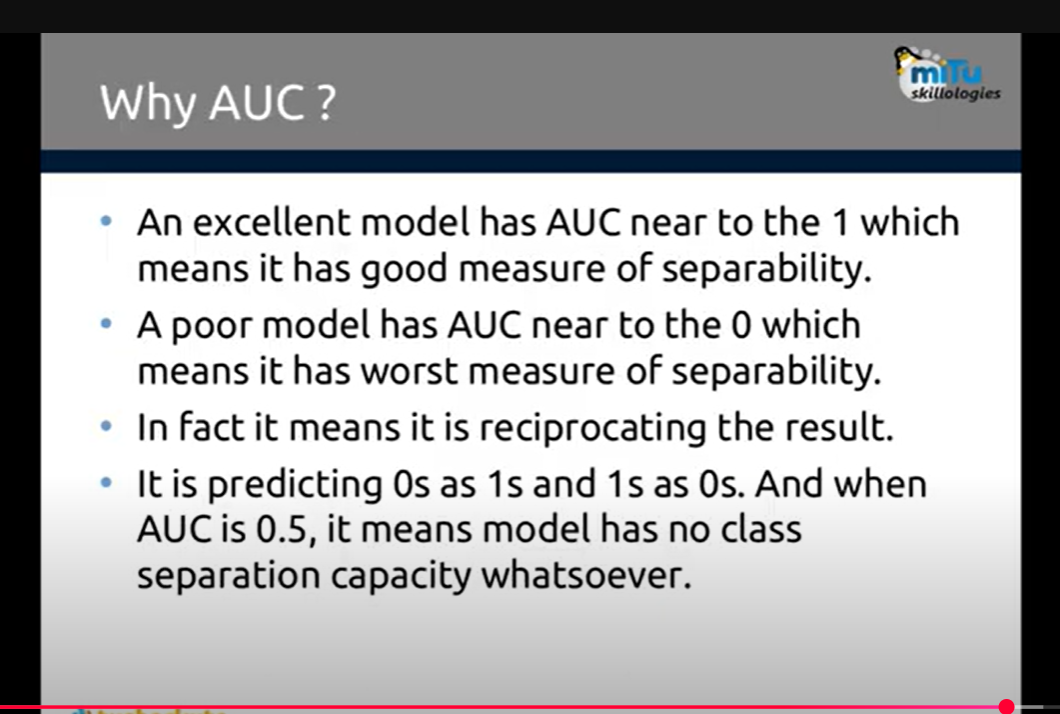 Why AUC ?
miTu
skillologies
• An excellent model has AUC near to the 1 which
means it has good measure of separability.
• A poor model has AUC near to the 0 which
means it has worst measure of separability.
• In fact it means it is reciprocating the result.
• It is predicting 0s as 1s and 1s as 0s. And when
AUC is 0.5, it means model has no class
separation capacity whatsoever.